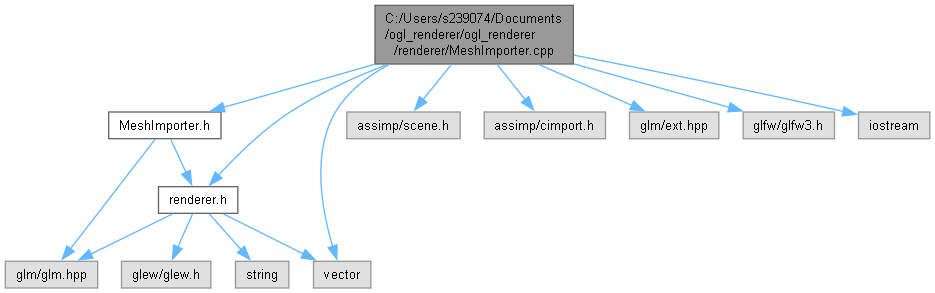 C:/Users/s239074/Documents
/ogl_renderer/ogl_renderer
/renderer/MeshImporter.cpp
MeshImporter.h
assimp/scene.h
assimp/cimport.h
glm/ext.hpp
glfw/glfw3.h
iostream
renderer.h
glm/glm.hpp
glew/glew.h
string
vector